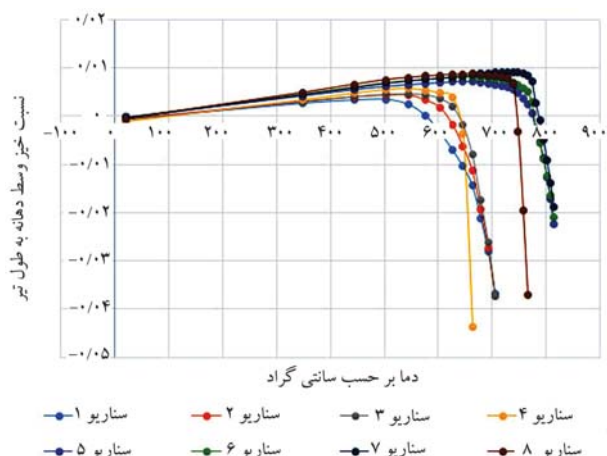 ۰/۰۲
۰/۰۱
۰
-۰/۰۱
-۰/۰۲
-۰/۰۳
-۰/۰۴
-۰/۰۵
-۱۰۰ ۰ ۱۰۰ ۲۰۰ ۳۰۰ ۴۰۰ ۵۰۰ ۶۰۰ ۷۰۰ ۸۰۰ ۹۰۰
نسبت خیز وسط دهانه به طول تیر
دما بر حسب سانتی گراد
سناریو ۱ سناریو ۲ سناریو ۳ سناریو ۴
سناریو ۵ سناریو ۶ سناریو ۷ سناریو ۸